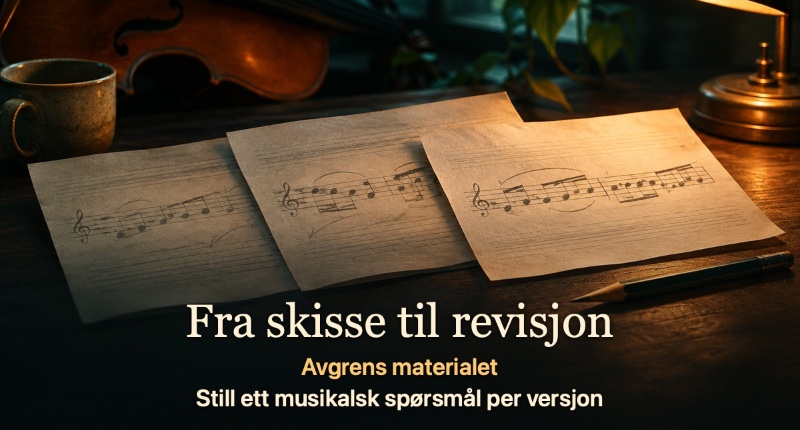 Fra skisse til revisjon
Avgrens materialet
Still ett musikalsk spørsmål per versjon